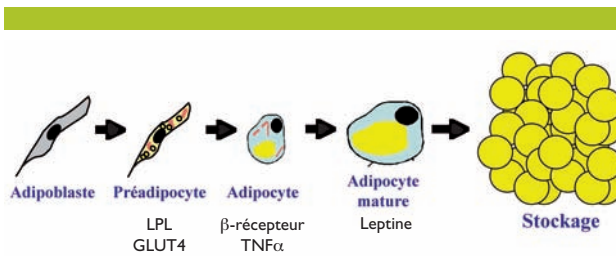 Adipoblaste
Préadipocyte
LPL
GLUT4
Adipocyte
β-récepteur
TNFα
Adipocyte
mature
Leptine
Stockage